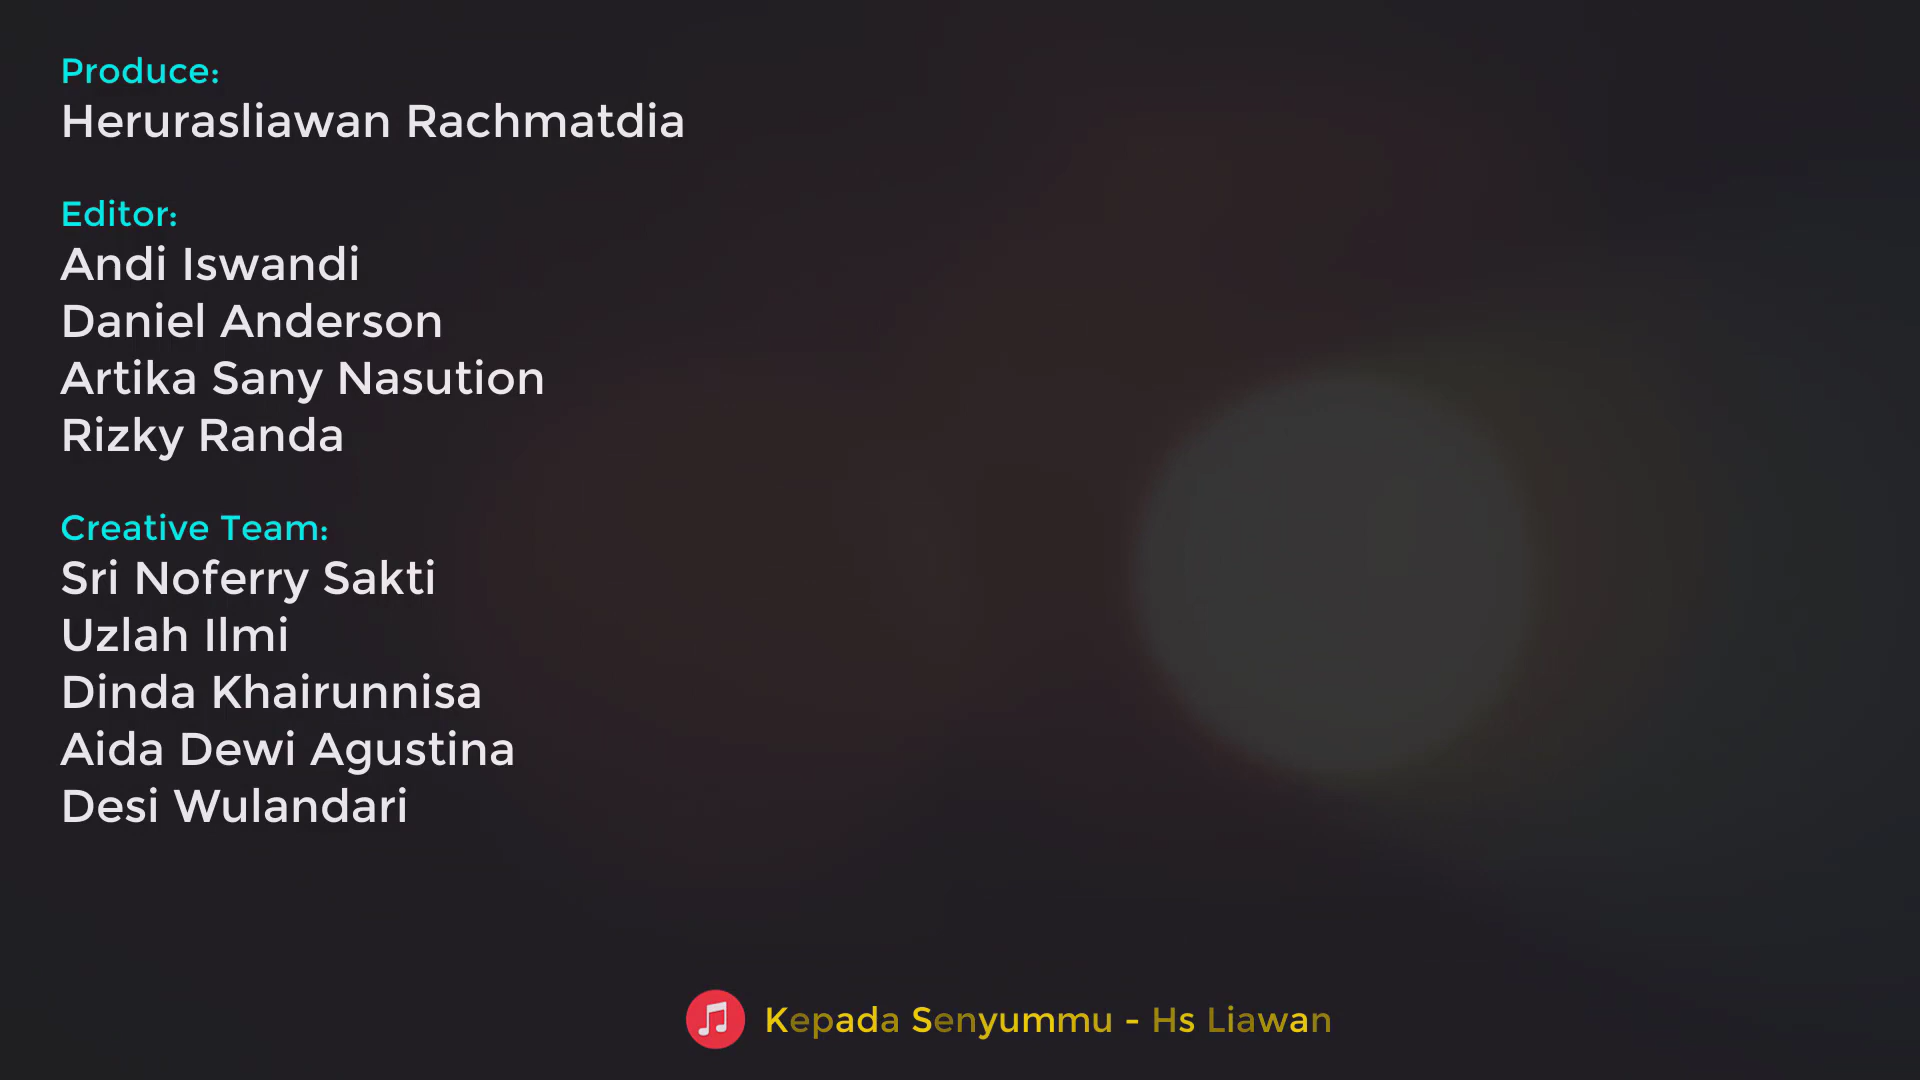 Produce:
Herurasliawan Rachmatdia
Editor:
Andi Iswandi
Daniel Anderson
Artika Sany Nasution
Rizky Randa
Creative Team:
Sri Noferry Sakti
Uzlah Ilmi
Dinda Khairunnisa
Aida Dewi Agustina
Desi Wulandari
Kepada Senyummu - Hs Liawan